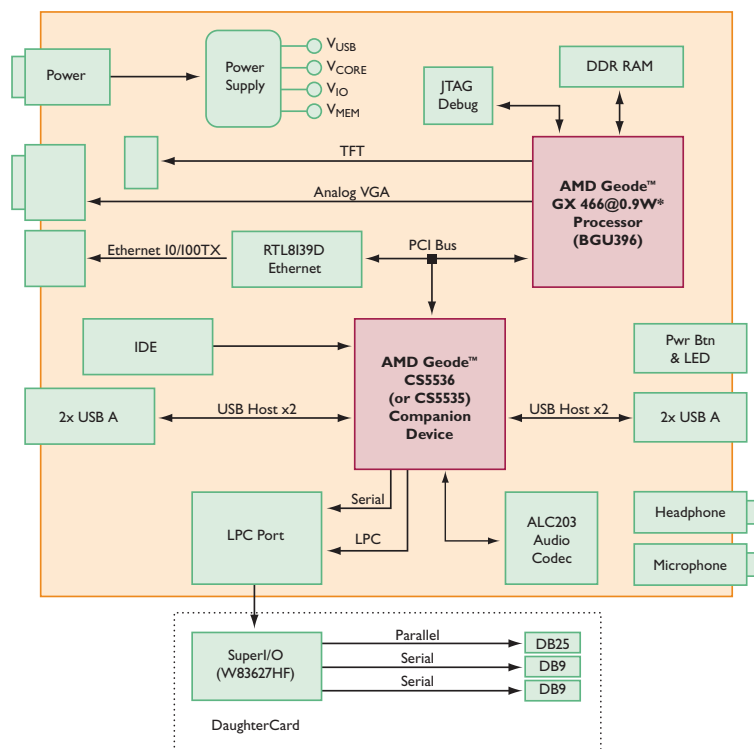 Power
Power
Supply
VUSB
VCORE
VIO
VMEM
JTAG
Debug
DDR RAM
TFT
Analog VGA
AMD Geode™
GX 466@0.9W*
Processor
(BGU396)
Ethernet 10/100TX
RTL8139D
Ethernet
PCI Bus
IDE
AMD Geode™
CS5536
(or CS5535)
Companion
Device
Pwr Btn
& LED
2x USB A
USB Host x2
USB Host x2
2x USB A
Serial
LPC Port
LPC
ALC203
Audio
Codec
Headphone
Microphone
SuperI/O
(W83627HF)
Parallel
DB25
Serial
DB9
Serial
DB9
DaughterCard